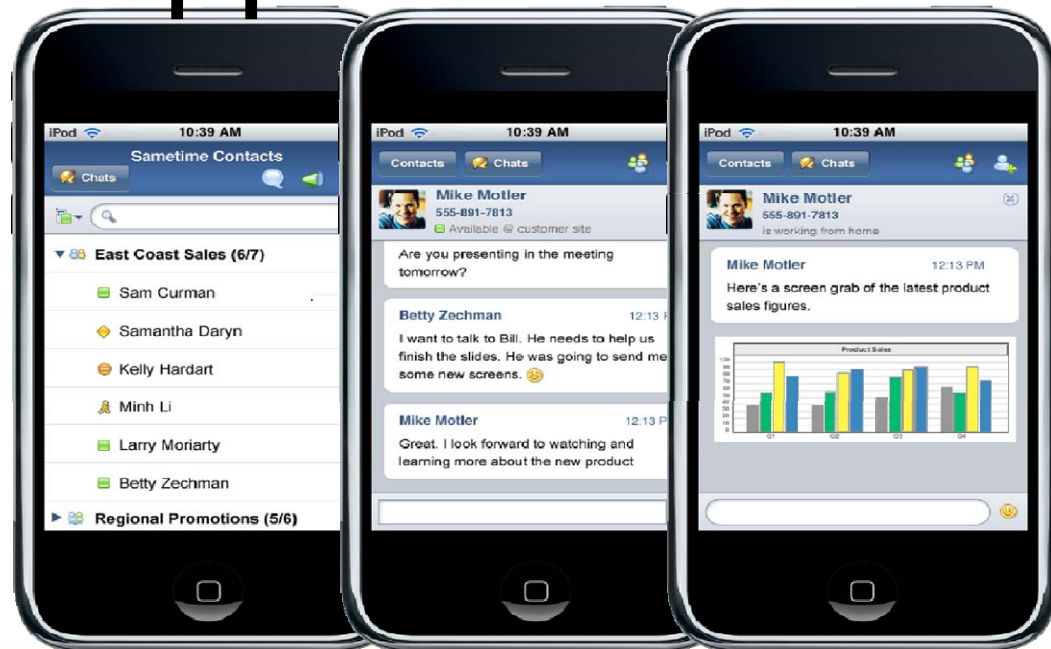 iPod 10:39 AM
Sametime Contacts
Chats
East Coast Sales (6/7)
Sam Curman
Samantha Daryn
Kelly Hardart
Minh Li
Larry Moriarty
Betty Zechman
Regional Promotions (5/6)
iPod 10:39 AM
Contacts Chats
Mike Motler
555-891-7813
Available @ customer site
Are you presenting in the meeting
tomorrow?
Betty Zechman 12:13
I want to talk to Bill. He needs to help us
finish the slides. He was going to send me
some new screens.
Mike Motler 12:13 P
Great. I look forward to watching and
learning more about the new product
iPod 10:39 AM
Contacts Chats
Mike Motler
555-891-7813
is working from home
Mike Motler 12:13 PM
Here's a screen grab of the latest product
sales figures.
Product Sales
Q1 Q2 Q3 Q4